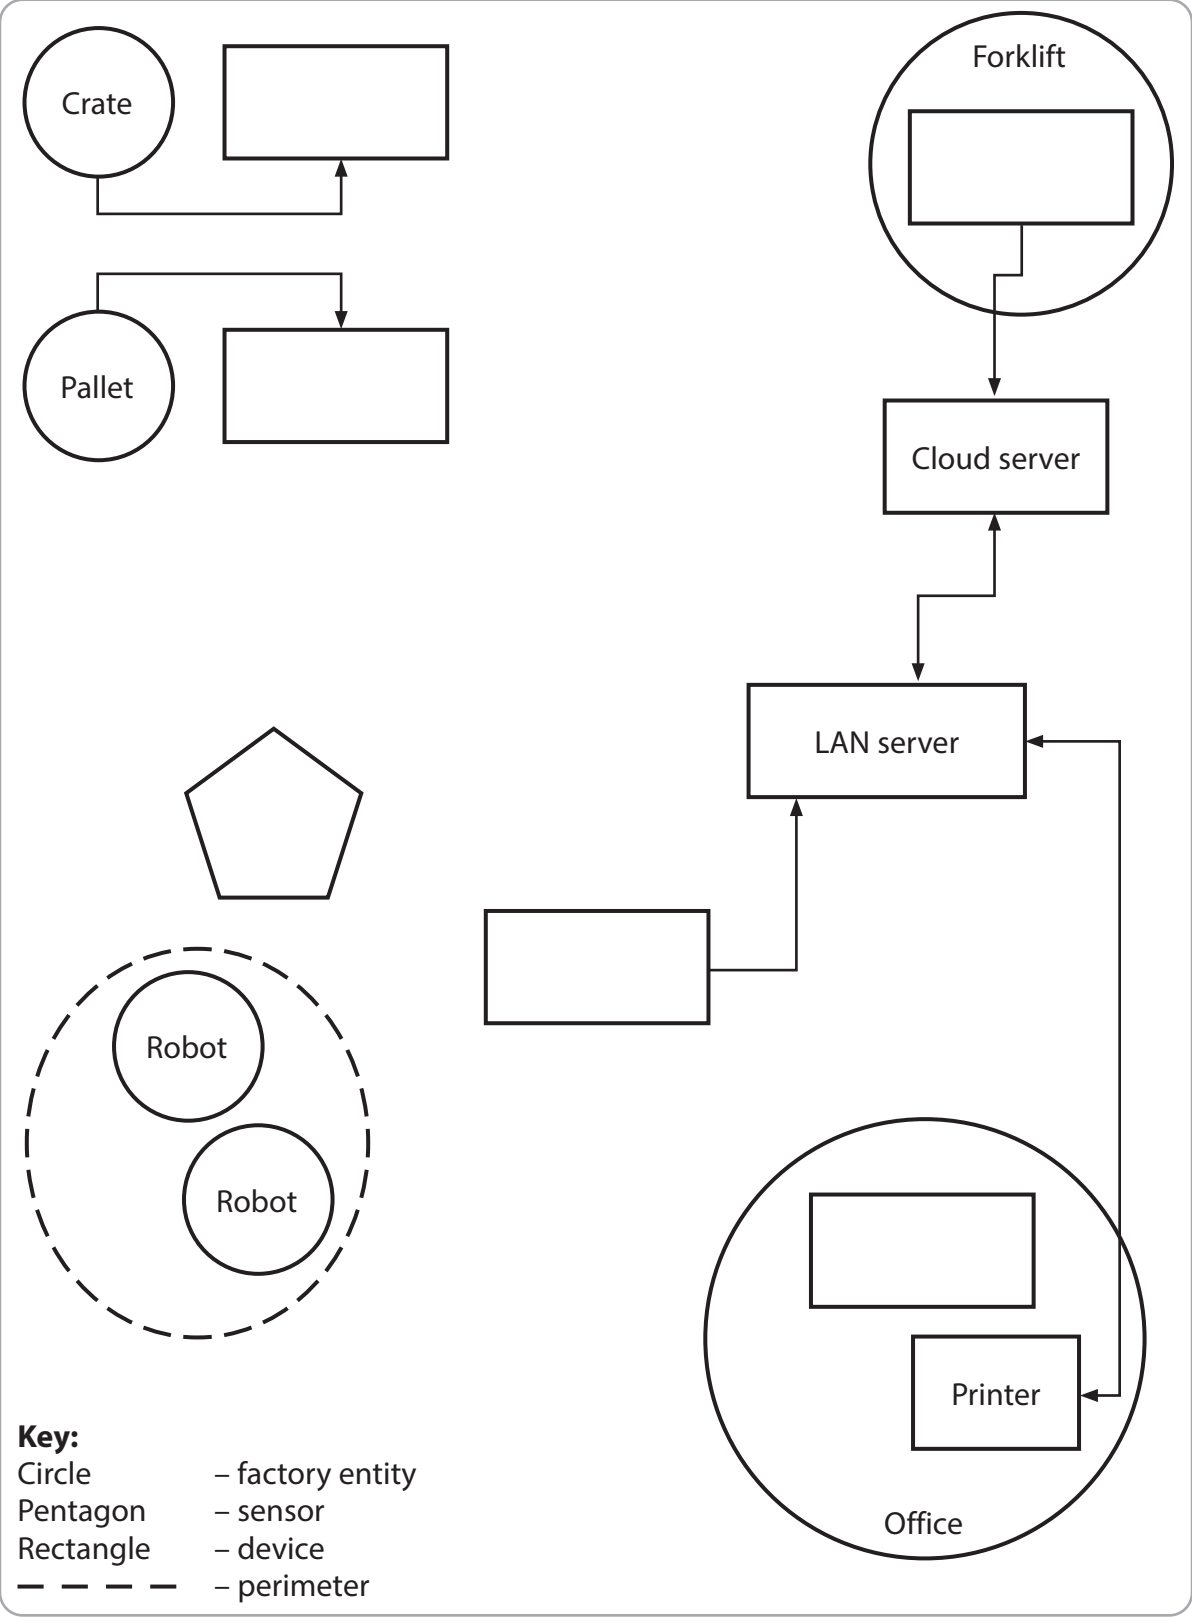 Crate
Forklift
Pallet
Cloud server
LAN server
Robot
Robot
Printer
Office
Key:
Circle – factory entity
Pentagon – sensor
Rectangle – device
– perimeter